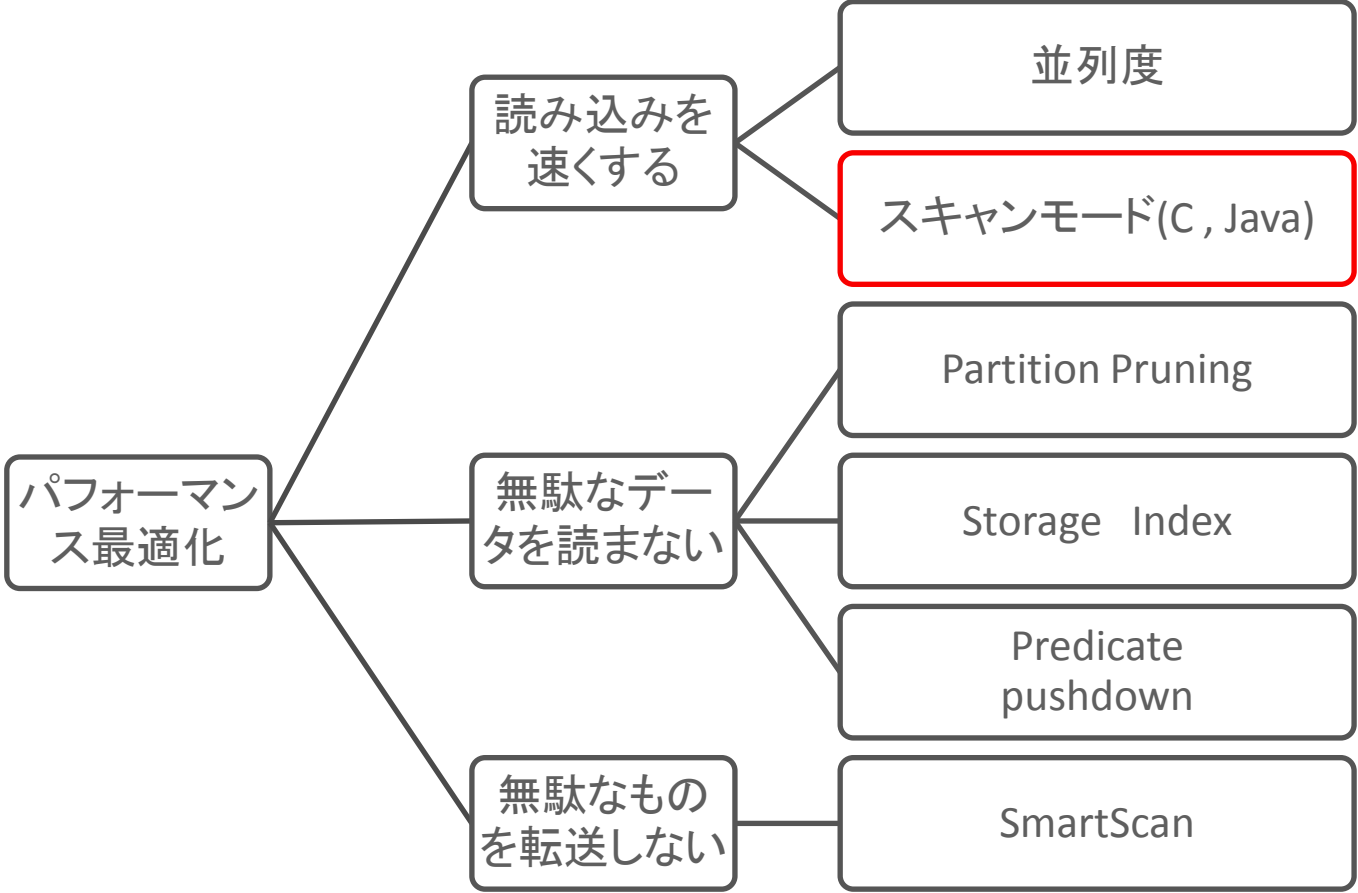 パフォーマン
ス最適化
読み込みを
速くする
並列度
スキャンモード(C , Java)
無駄なデー
タを読まない
Partition Pruning
Storage Index
Predicate
pushdown
無駄なもの
を転送しない
SmartScan